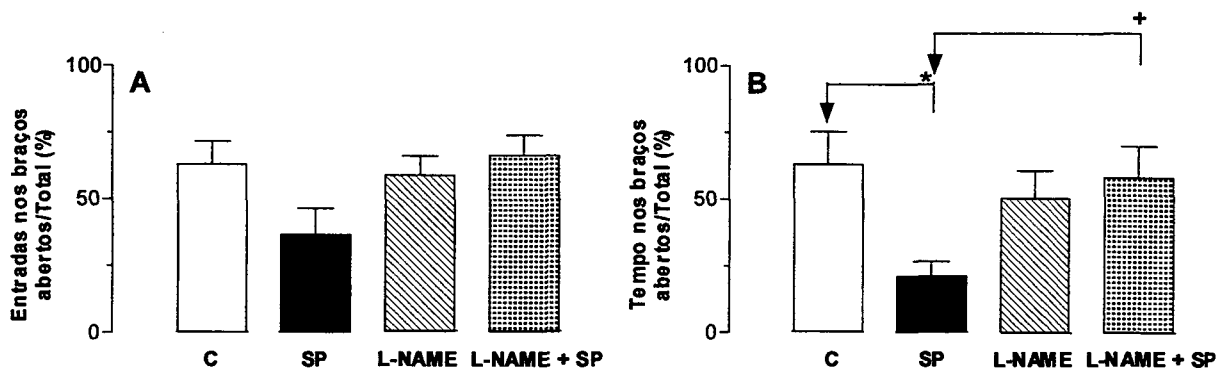 A
Entradas nos braços
abertos/Total (%)
100
50
0
C SP L-NAME L-NAME + SP
B
Tempo nos braços
abertos/Total (%)
100
50
0
*
+
C SP L-NAME L-NAME + SP